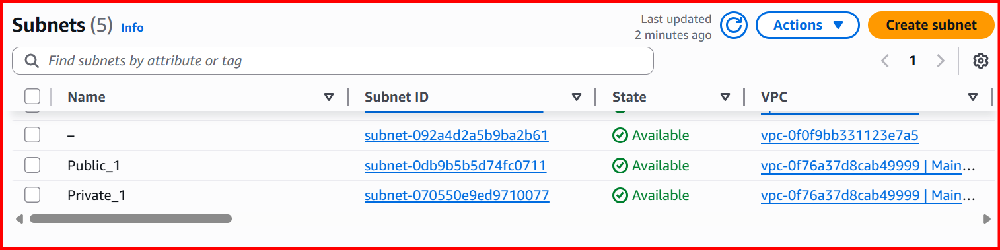 Subnets (5) Info
Last updated
2 minutes ago
Actions
Create subnet
Find subnets by attribute or tag
1
Name Subnet ID State VPC
– subnet-092a4d2a5b9ba2b61 Available vpc-0f0f9bb331123e7a5
Public_1 subnet-0db9b5b5d74fc0711 Available vpc-0f76a37d8cab49999 | Main…
Private_1 subnet-070550e9ed9710077 Available vpc-0f76a37d8cab49999 | Main…